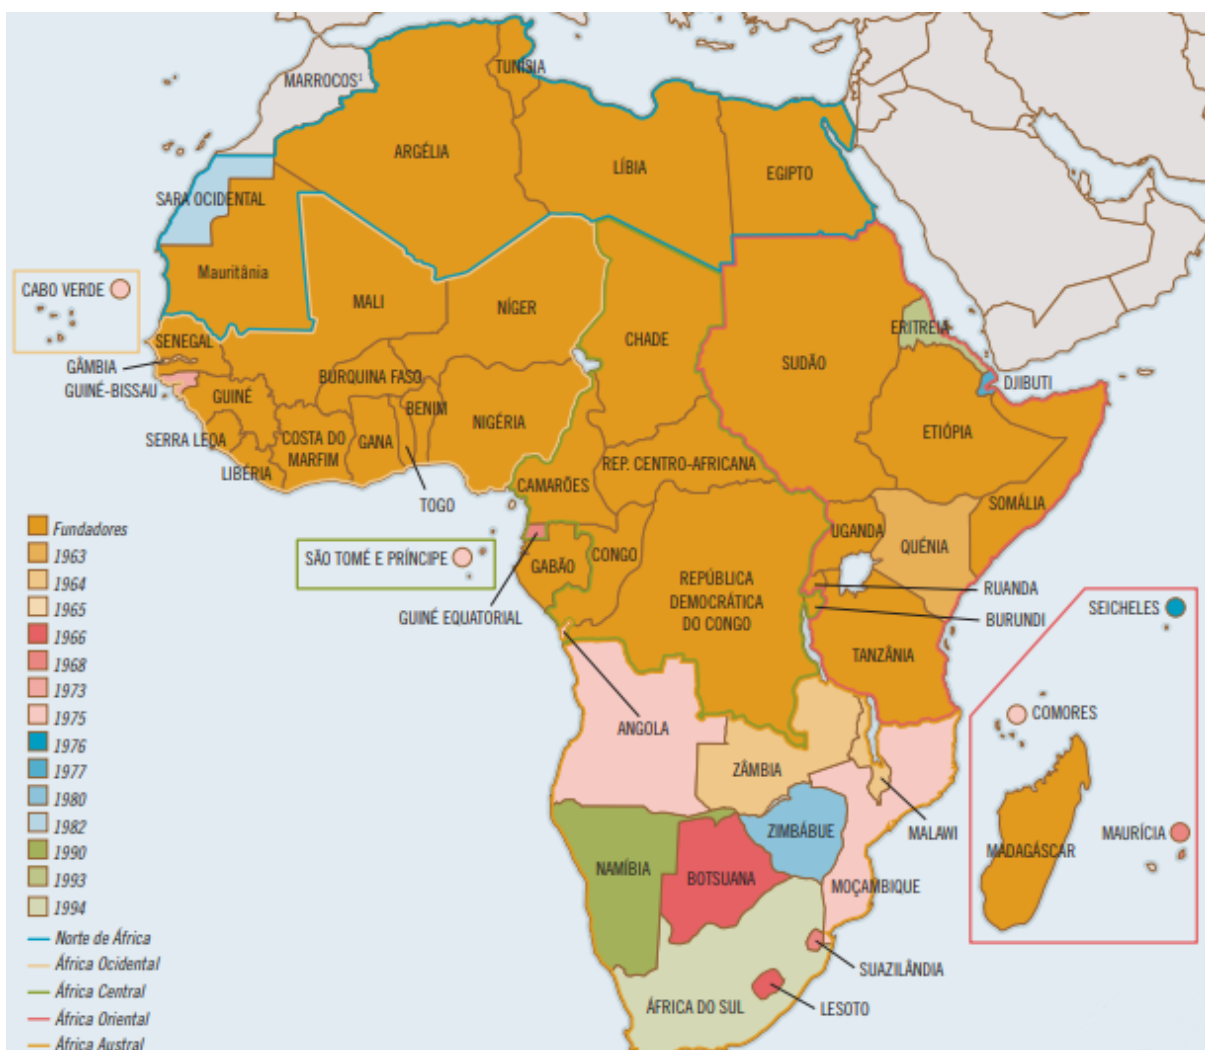 TUNÍSIA
MARROCOS¹
ARGÉLIA
LÍBIA
EGIPTO
SARA OCIDENTAL
Mauritânia
CABO VERDE
MALI
NÍGER
CHADE
SUDÃO
ERITREIA
SENEGAL
GÂMBIA
GUINÉ-BISSAU
BURQUINA FASO
DJIBUTI
GUINÉ
BENIM
NIGÉRIA
ETIÓPIA
SERRA LEOA
COSTA DO
MARFIM
GANA
LIBÉRIA
REP. CENTRO-AFRICANA
CAMARÕES
TOGO
SOMÁLIA
UGANDA
QUÉNIA
SÃO TOMÉ E PRÍNCIPE
GABÃO
CONGO
REPÚBLICA
DEMOCRÁTICA
DO CONGO
RUANDA
BURUNDI
GUINÉ EQUATORIAL
SEICHELES
TANZÂNIA
COMORES
ANGOLA
ZÂMBIA
MALAWI
ZIMBÁBUE
MAURÍCIA
MADAGÁSCAR
NAMÍBIA
BOTSUANA
MOÇAMBIQUE
SUAZILÂNDIA
ÁFRICA DO SUL
LESOTO
Fundadores
1963
1964
1965
1966
1968
1973
1975
1976
1977
1980
1982
1990
1993
1994
Norte de África
África Ocidental
África Central
África Oriental
África Austral